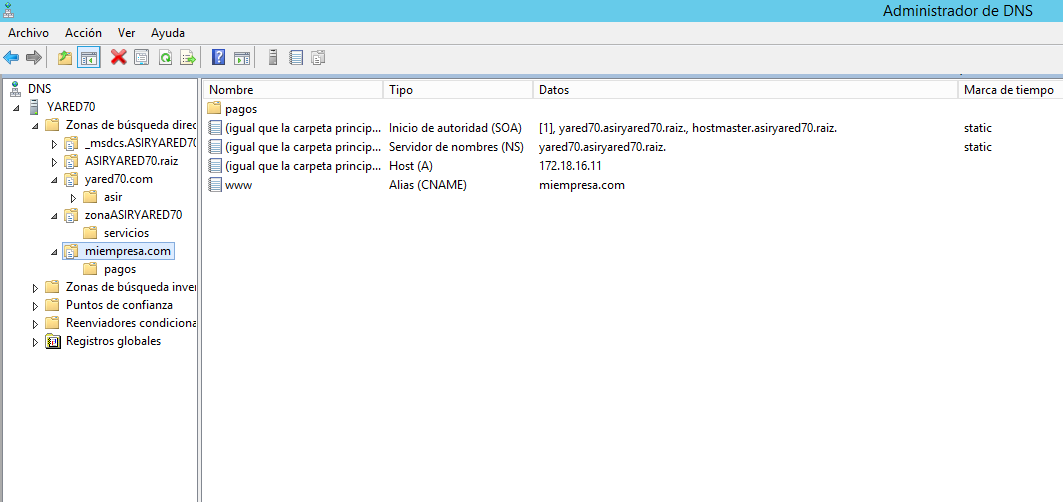 Administrador de DNS
Archivo Acción Ver Ayuda
DNS
YARED70
Zonas de búsqueda direc
_msdcs.ASIRYARED70
ASIRYARED70.raiz
yared70.com
asir
zonaASIRYARED70
servicios
miempresa.com
pagos
Zonas de búsqueda inver
Puntos de confianza
Reenviadores condiciona
Registros globales
Nombre Tipo Datos Marca de tiempo
pagos
(igual que la carpeta princip... Inicio de autoridad (SOA) [1], yared70.asiryared70.raiz., hostmaster.asiryared70.raiz. static
(igual que la carpeta princip... Servidor de nombres (NS) yared70.asiryared70.raiz. static
(igual que la carpeta princip... Host (A) 172.18.16.11
www Alias (CNAME) miempresa.com